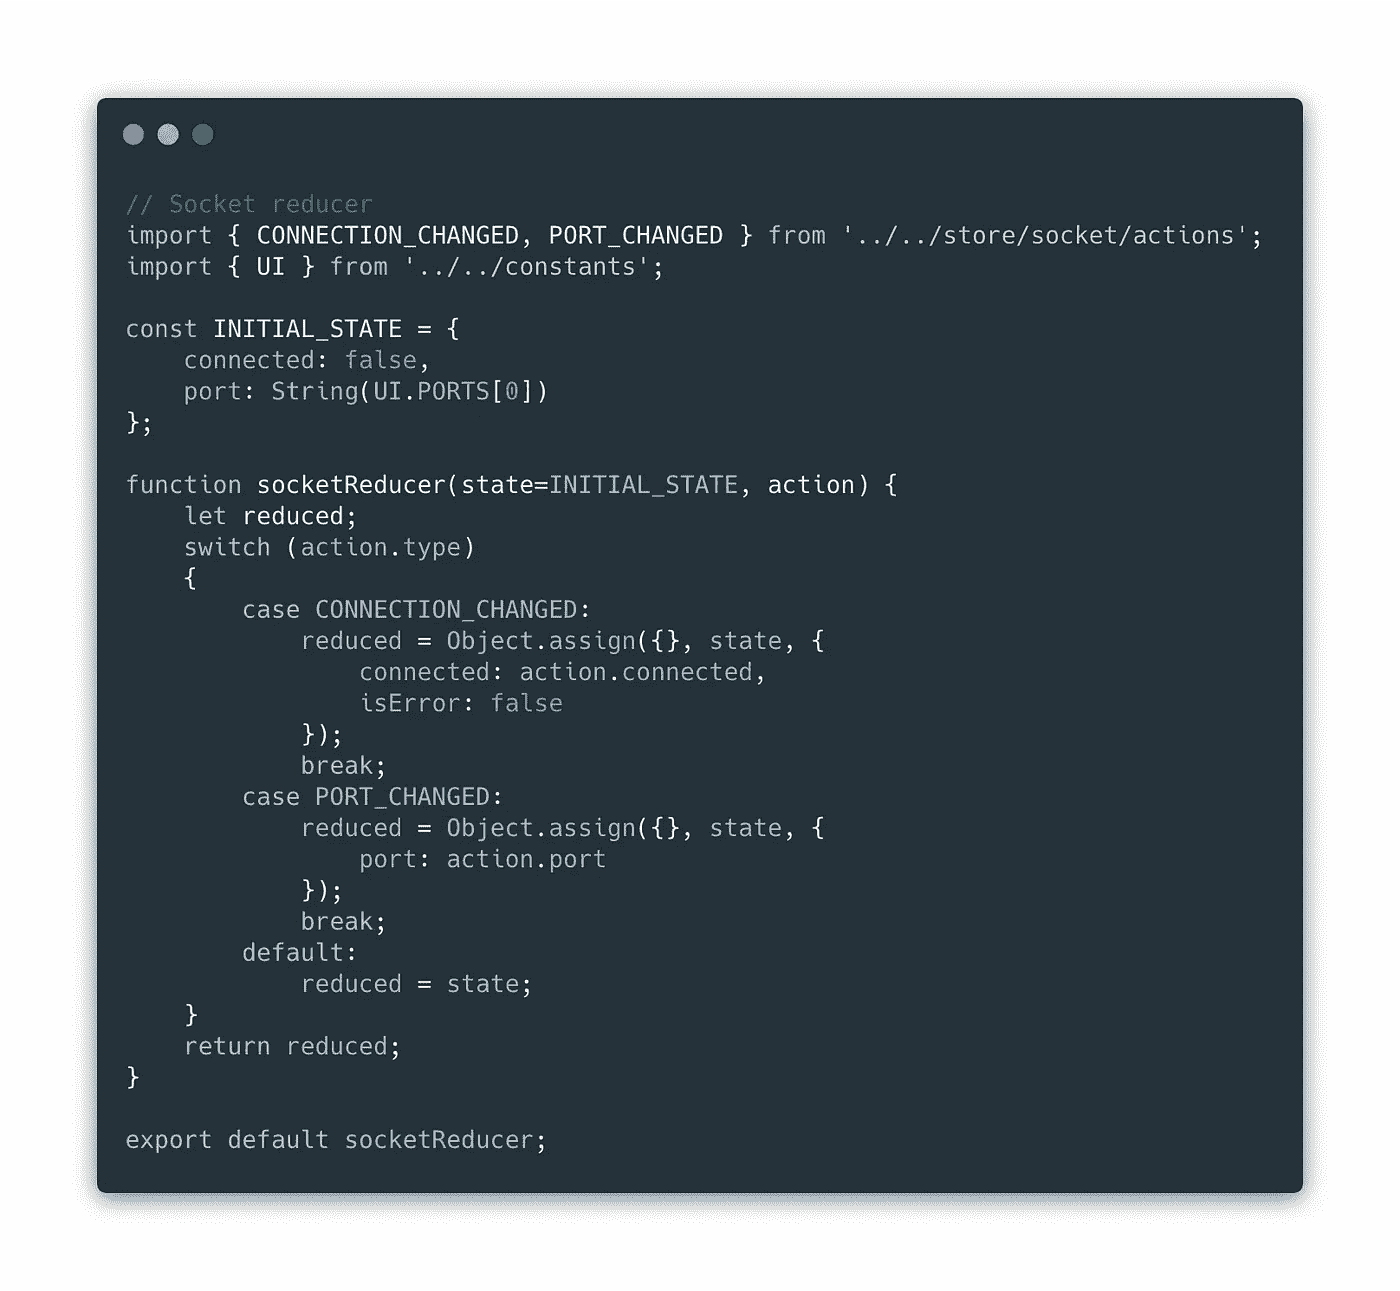 // Socket reducer
import { CONNECTION_CHANGED, PORT_CHANGED } from '../../store/socket/actions';
import { UI } from '../../constants';

const INITIAL_STATE = {
    connected: false,
    port: String(UI.PORTS[0])
};

function socketReducer(state=INITIAL_STATE, action) {
    let reduced;
    switch (action.type)
    {
        case CONNECTION_CHANGED:
            reduced = Object.assign({}, state, {
                connected: action.connected,
                isError: false
            });
            break;
        case PORT_CHANGED:
            reduced = Object.assign({}, state, {
                port: action.port
            });
            break;
        default:
            reduced = state;
    }
    return reduced;
}

export default socketReducer;